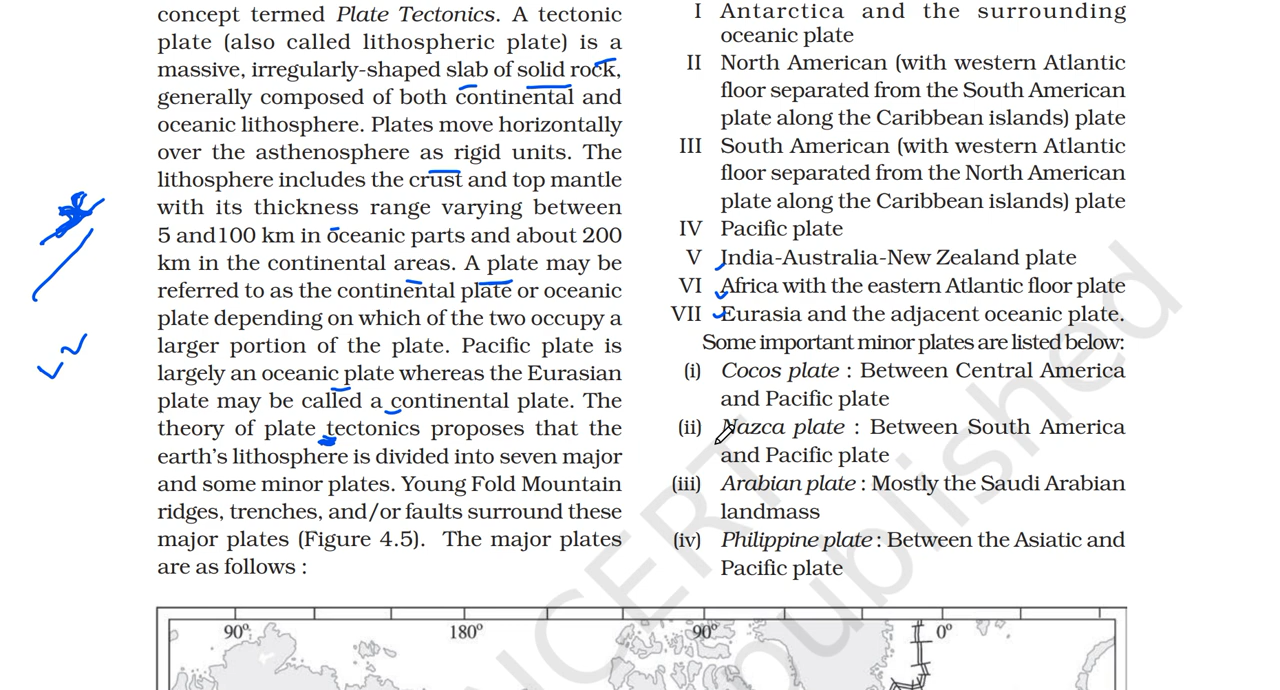 concept termed Plate Tectonics. A tectonic
plate (also called lithospheric plate) is a
massive, irregularly-shaped slab of solid rock,
generally composed of both continental and
oceanic lithosphere. Plates move horizontally
over the asthenosphere as rigid units. The
lithosphere includes the crust and top mantle
with its thickness range varying between
5 and100 km in oceanic parts and about 200
km in the continental areas. A plate may be
referred to as the continental plate or oceanic
plate depending on which of the two occupy a
larger portion of the plate. Pacific plate is
largely an oceanic plate whereas the Eurasian
plate may be called a continental plate. The
theory of plate tectonics proposes that the
earth's lithosphere is divided into seven major
and some minor plates. Young Fold Mountain
ridges, trenches, and/or faults surround these
major plates (Figure 4.5). The major plates
are as follows :
I Antarctica and the surrounding
oceanic plate
II North American (with western Atlantic
floor separated from the South American
plate along the Caribbean islands) plate
III South American (with western Atlantic
floor separated from the North American
plate along the Caribbean islands) plate
IV Pacific plate
V India-Australia-New Zealand plate
VI Africa with the eastern Atlantic floor plate
VII Eurasia and the adjacent oceanic plate.
Some important minor plates are listed below:
(i) Cocos plate : Between Central America
and Pacific plate
(ii) Nazca plate : Between South America
and Pacific plate
(iii) Arabian plate : Mostly the Saudi Arabian
landmass
(iv) Philippine plate : Between the Asiatic and
Pacific plate
90° 180° 90° 0°
NCERT
published